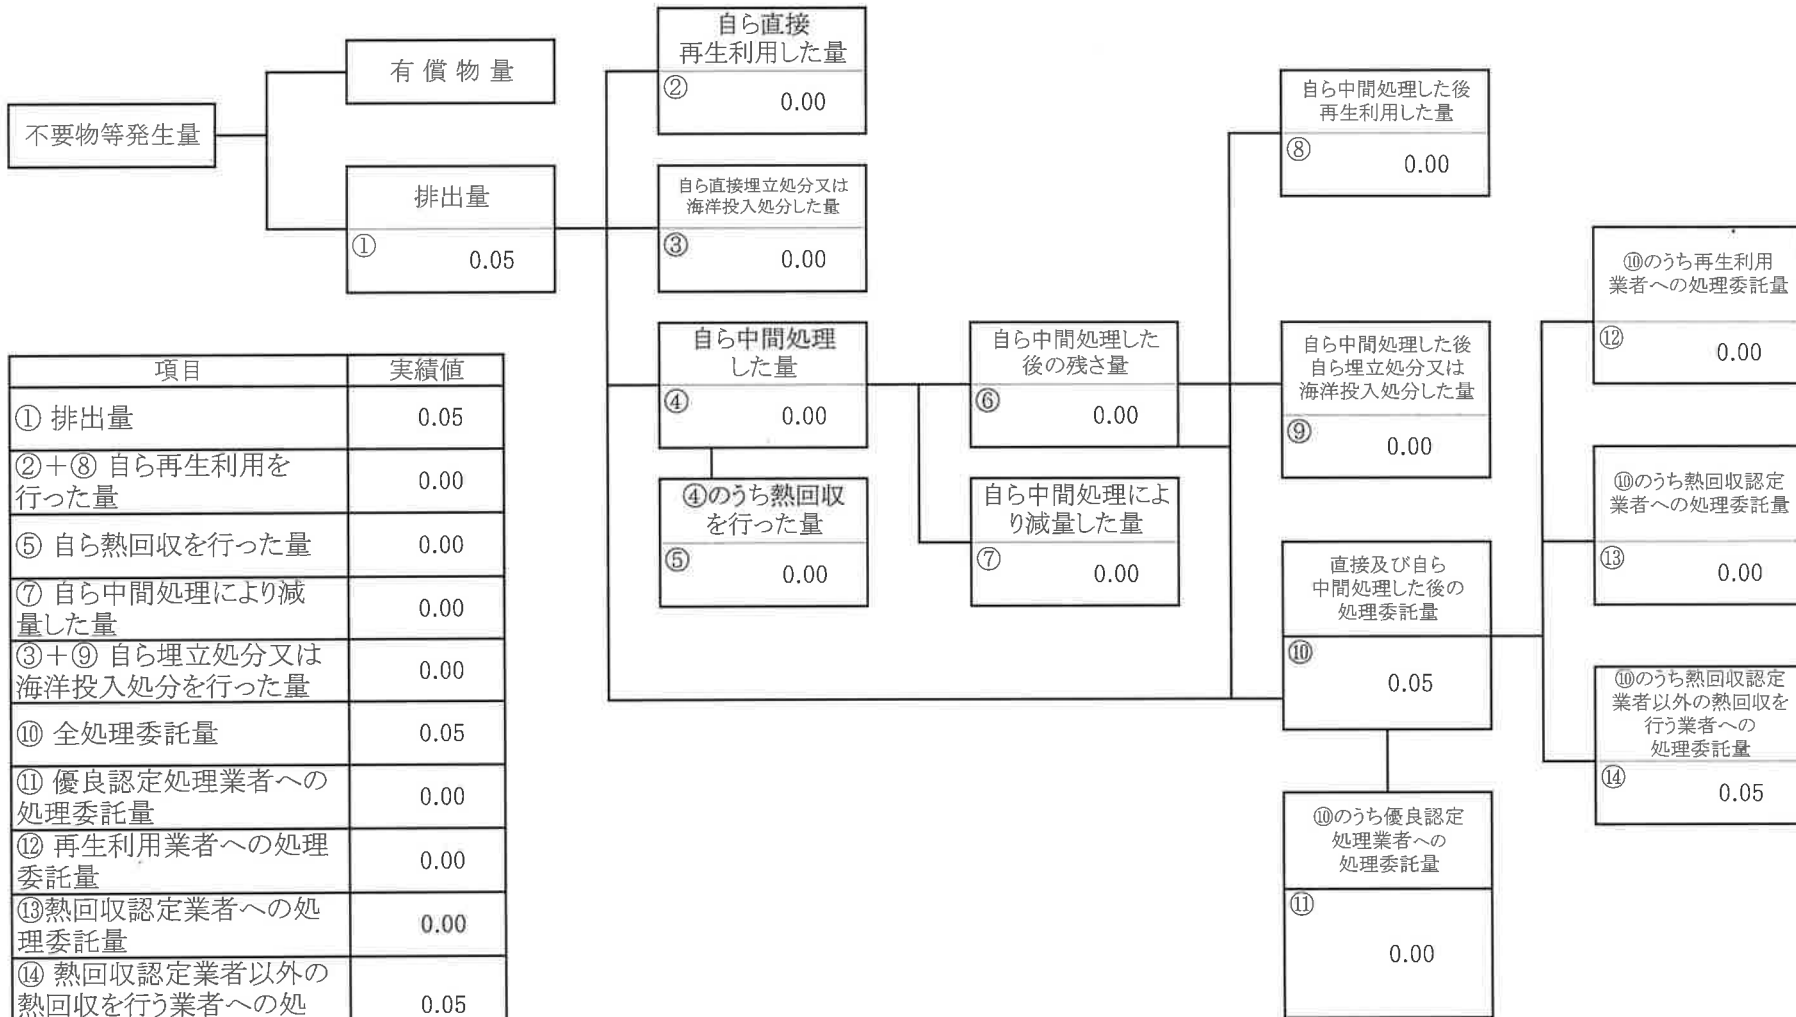 不要物等発生量
有償物量
排出量
①
0.05
自ら直接
再生利用した量
②
0.00
自ら直接埋立処分又は
海洋投入処分した量
③
0.00
自ら中間処理
した量
④
0.00
④のうち熱回収
を行った量
⑤
0.00
自ら中間処理した
後の残さ量
⑥
0.00
自ら中間処理によ
り減量した量
⑦
0.00
自ら中間処理した後
再生利用した量
⑧
0.00
自ら中間処理した後
自ら埋立処分又は
海洋投入処分した量
⑨
0.00
直接及び自ら
中間処理した後の
処理委託量
⑩
0.05
⑩のうち優良認定
処理業者への
処理委託量
⑪
0.00
⑩のうち再生利用
業者への処理委託量
⑫
0.00
⑩のうち熱回収認定
業者への処理委託量
⑬
0.00
⑩のうち熱回収認定
業者以外の熱回収を
行う業者への
処理委託量
⑭
0.05
項目 実績値
① 排出量 0.05
②＋⑧ 自ら再生利用を
行った量 0.00
⑤ 自ら熱回収を行った量 0.00
⑦ 自ら中間処理により減
量した量 0.00
③＋⑨ 自ら埋立処分又は
海洋投入処分を行った量 0.00
⑩ 全処理委託量 0.05
⑪ 優良認定処理業者への
処理委託量 0.00
⑫ 再生利用業者への処理
委託量 0.00
⑬熱回収認定業者への処
理委託量 0.00
⑭ 熱回収認定業者以外の
熱回収を行う業者への処 0.05